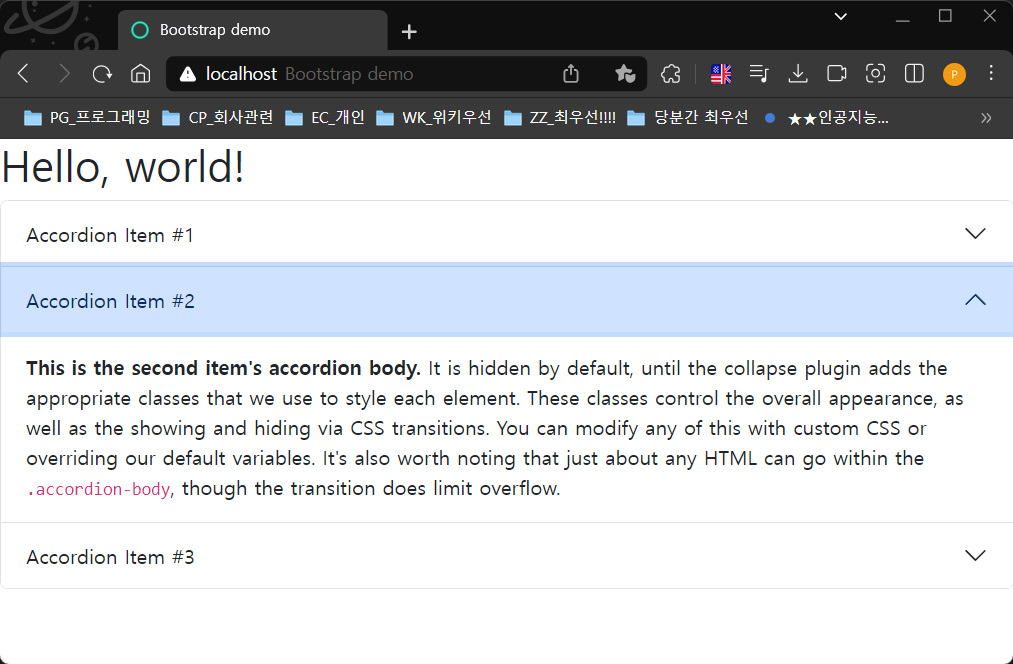 Bootstrap demo
localhost Bootstrap demo
P
PG_프로그래밍 CP_회사관련 EC_개인 WK_위키우선 ZZ_최우선!!!! 당분간 최우선 ★★인공지능...
Hello, world!
Accordion Item #1
Accordion Item #2
This is the second item's accordion body. It is hidden by default, until the collapse plugin adds the
appropriate classes that we use to style each element. These classes control the overall appearance, as
well as the showing and hiding via CSS transitions. You can modify any of this with custom CSS or
overriding our default variables. It's also worth noting that just about any HTML can go within the
.accordion-body, though the transition does limit overflow.
Accordion Item #3